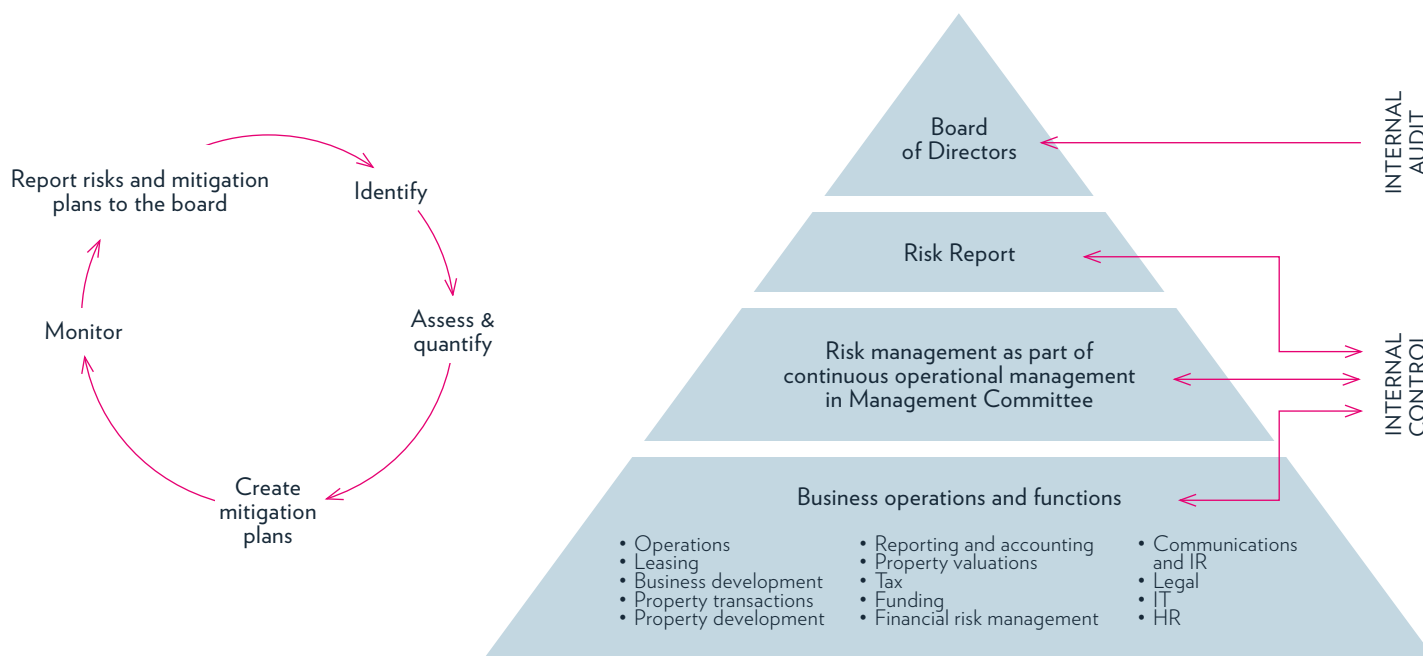 Report risks and mitigation
plans to the board
Identify
Assess &
quantify
Create
mitigation
plans
Monitor
Board
of Directors
Risk Report
Risk management as part of
continuous operational management
in Management Committee
Business operations and functions
• Operations
• Leasing
• Business development
• Property transactions
• Property development
• Reporting and accounting
• Property valuations
• Tax
• Funding
• Financial risk management
• Communications
and IR
• Legal
• IT
• HR
INTERNAL
AUDIT
INTERNAL
CONTROL